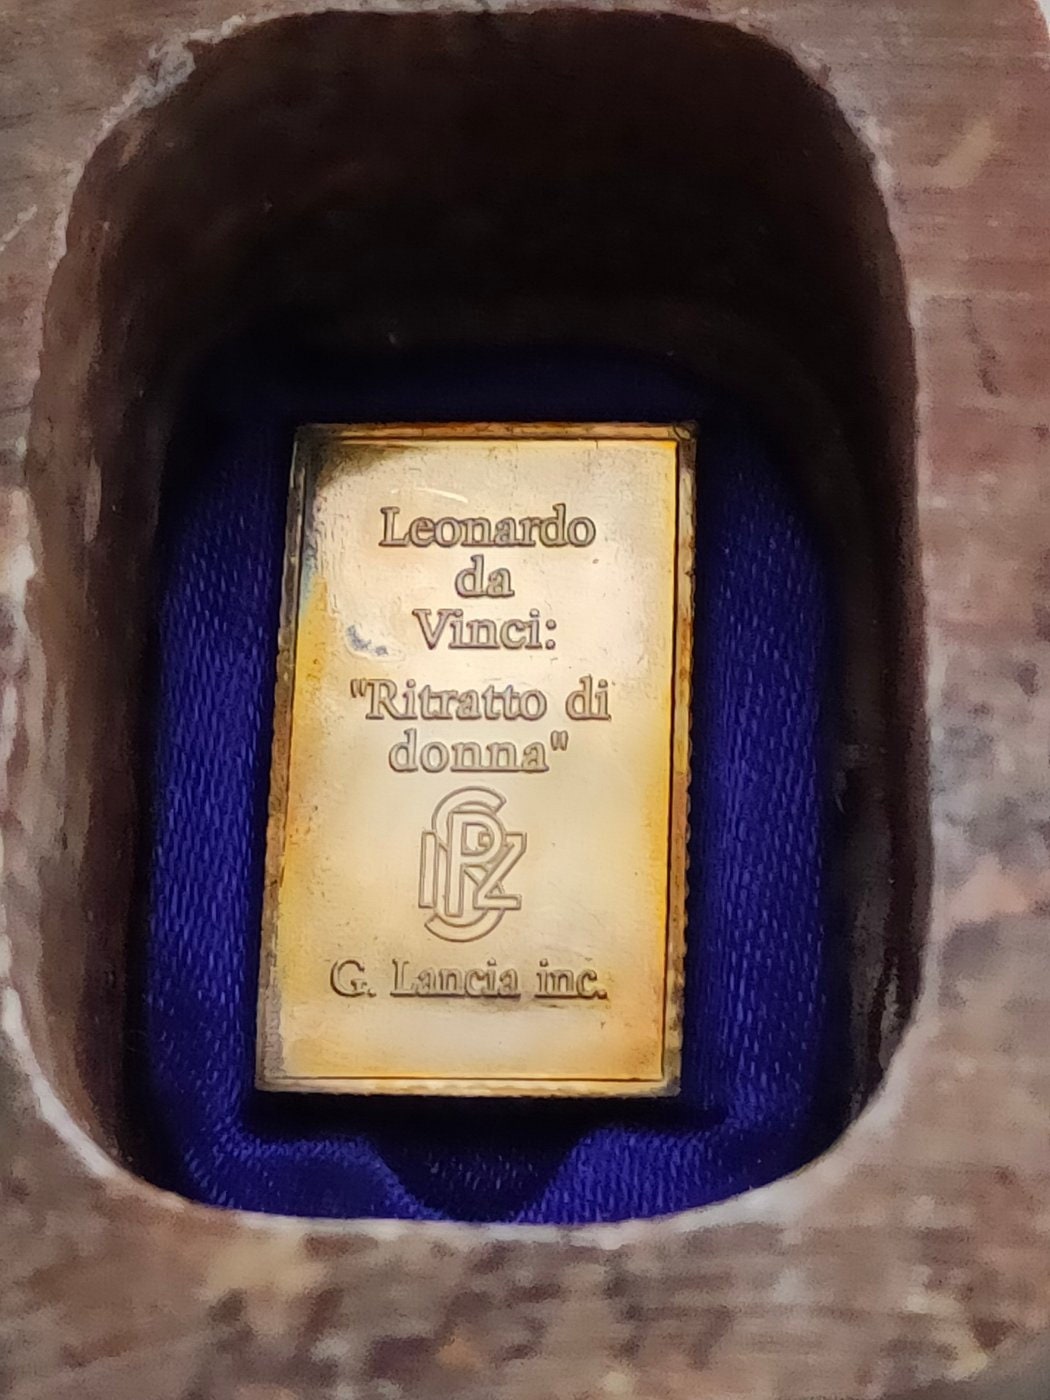 Leonardo
da
Vinci:
"Ritratto di
donna"
G. Lancia inc.